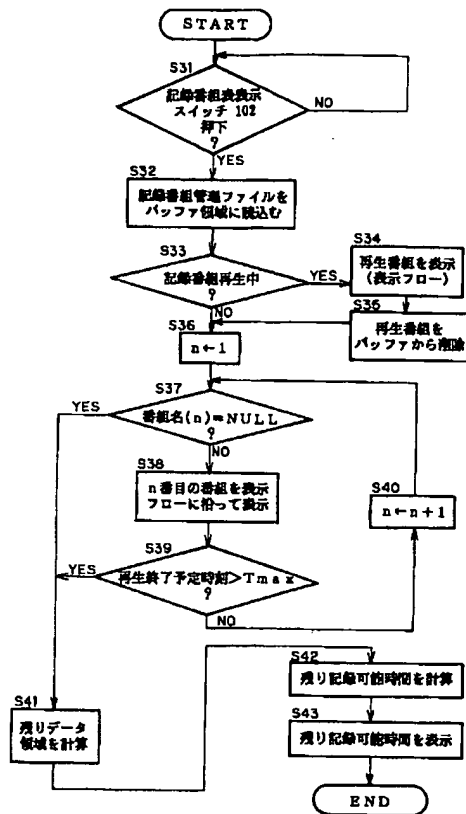 START
S31
記録番組表表示
スイッチ 102
押下
?
NO
YES
S32
記録番組管理ファイルを
バッファ領域に読込む
S33
記録番組再生中
?
YES
NO
S34
再生番組を表示
(表示フロー)
S35
再生番組を
バッファから削除
S36
n←1
S37
番組名(n)=NULL
?
YES
NO
S38
n番目の番組を表示
フローに沿って表示
S39
再生終了予定時刻>Tmax
?
YES
NO
S40
n←n+1
S41
残りデータ
領域を計算
S42
残り記録可能時間を計算
S43
残り記録可能時間を表示
END